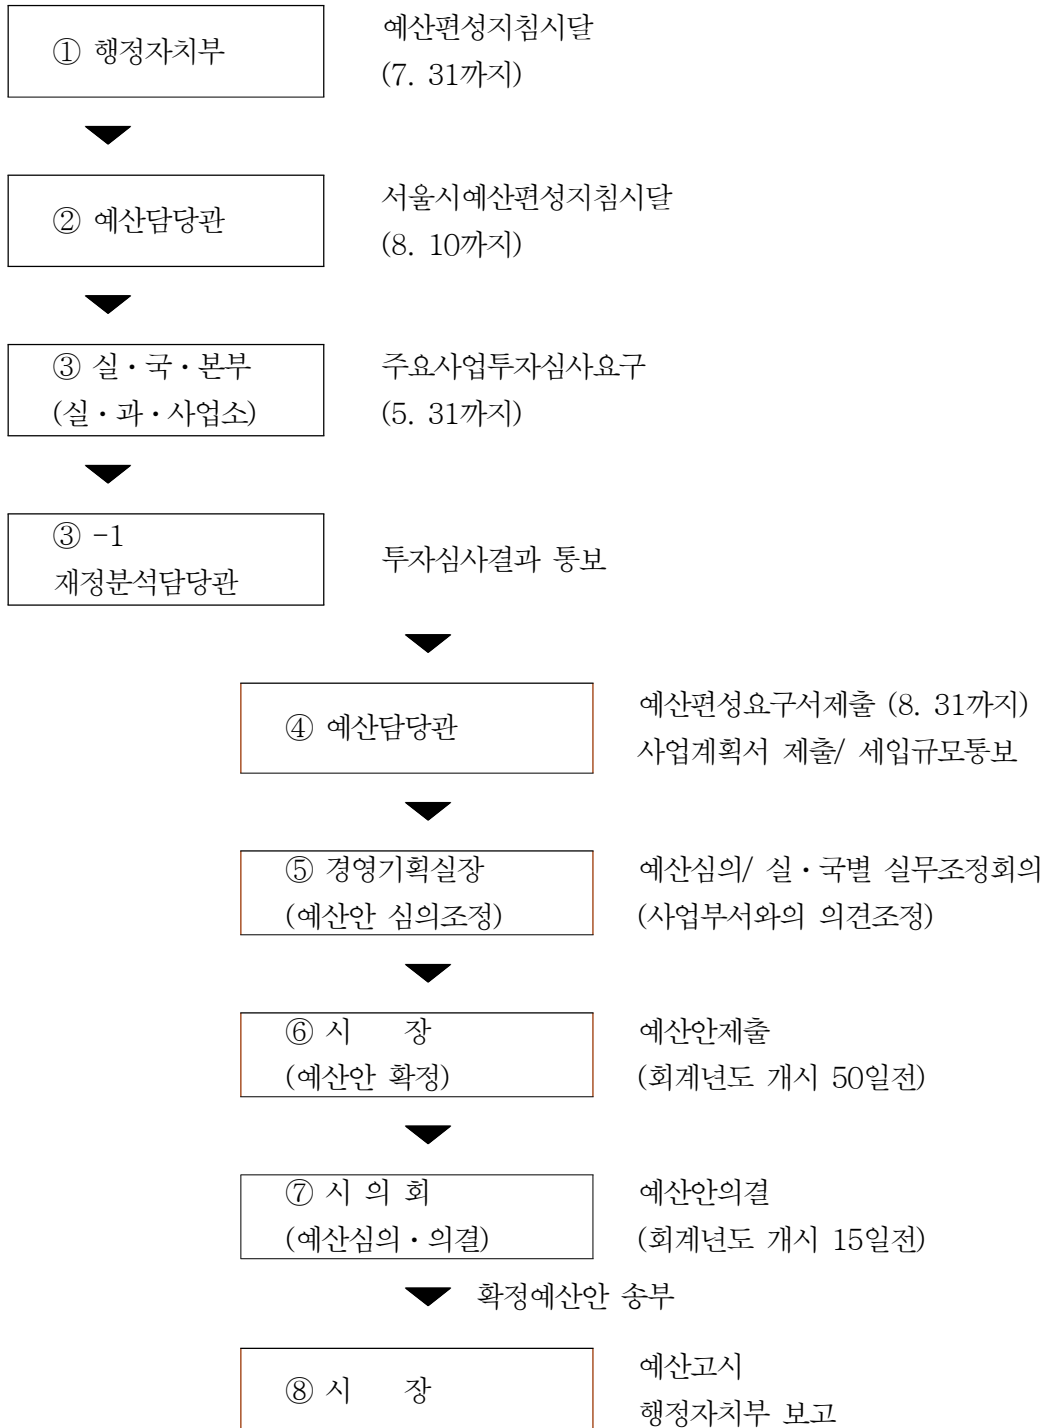 ① 행정자치부
예산편성지침시달
(7. 31까지)
② 예산담당관
서울시예산편성지침시달
(8. 10까지)
③ 실・국・본부
(실・과・사업소)
주요사업투자심사요구
(5. 31까지)
③ -1
재정분석담당관
투자심사결과 통보
④ 예산담당관
예산편성요구서제출 (8. 31까지)
사업계획서 제출/ 세입규모통보
⑤ 경영기획실장
(예산안 심의조정)
예산심의/ 실・국별 실무조정회의
(사업부서와의 의견조정)
⑥ 시 장
(예산안 확정)
예산안제출
(회계년도 개시 50일전)
⑦ 시 의 회
(예산심의・의결)
예산안의결
(회계년도 개시 15일전)
확정예산안 송부
⑧ 시 장
예산고시
행정자치부 보고